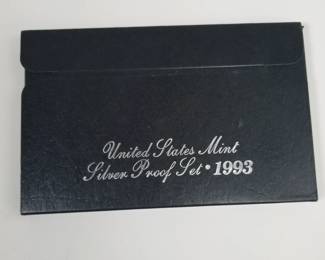 United States Mint
Silver Proof Set • 1993